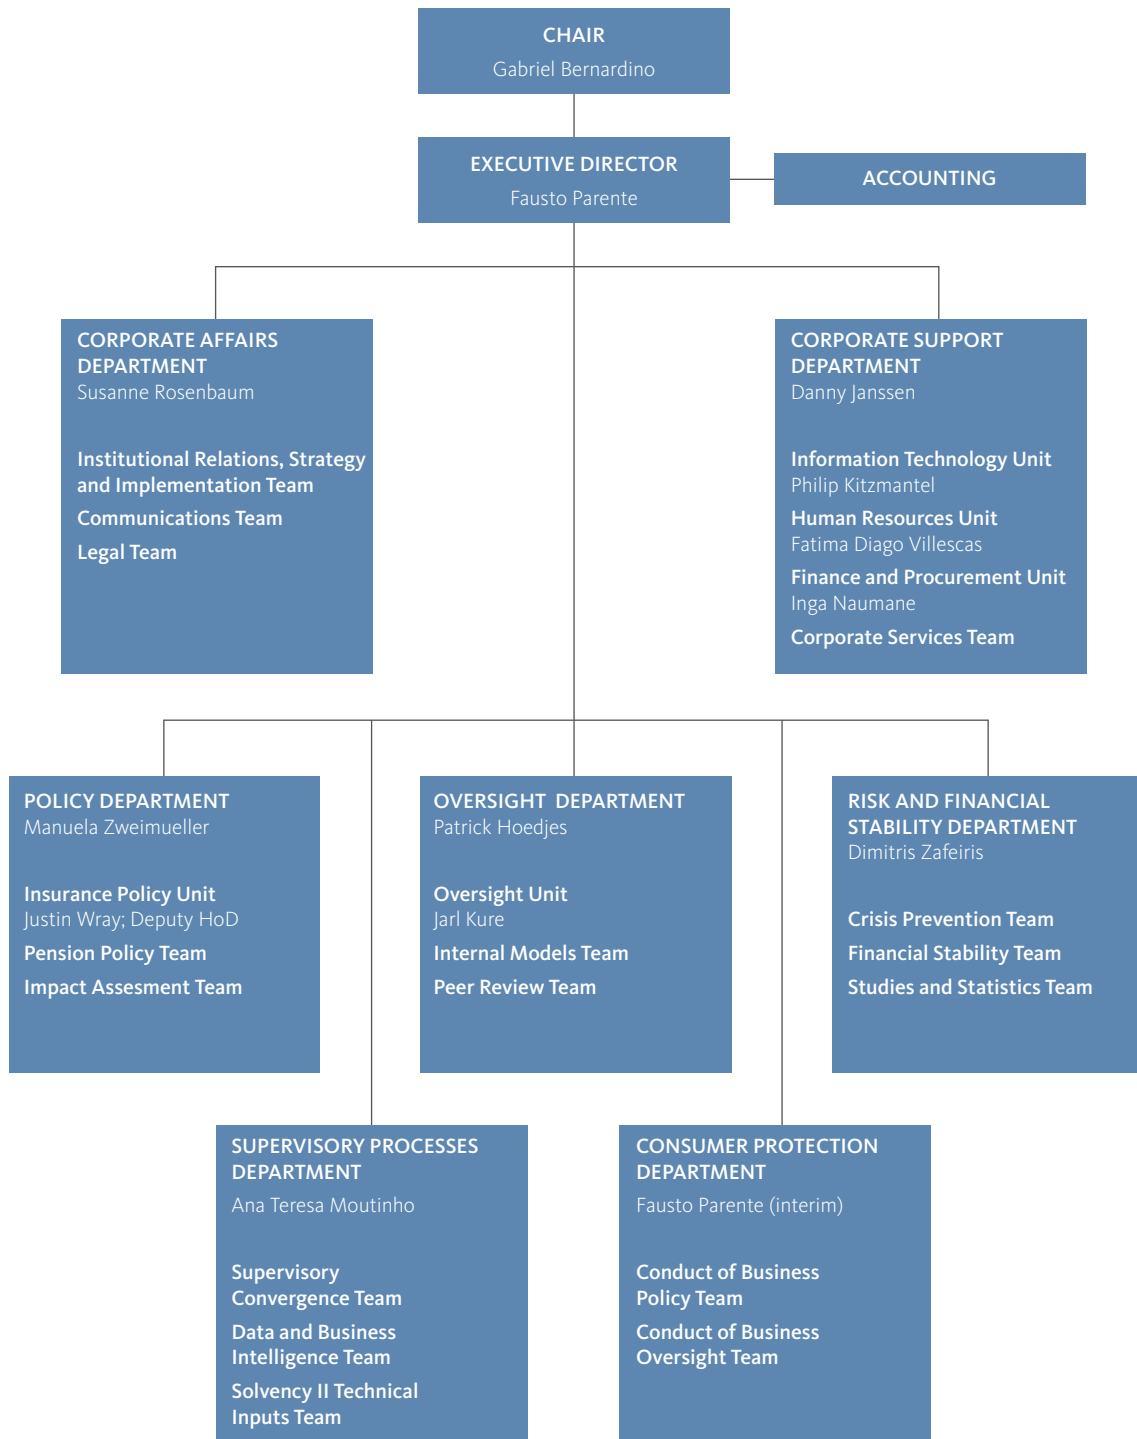 CHAIR
Gabriel Bernardino
EXECUTIVE DIRECTOR
Fausto Parente
ACCOUNTING
CORPORATE AFFAIRS
DEPARTMENT
Susanne Rosenbaum
Institutional Relations, Strategy
and Implementation Team
Communications Team
Legal Team
CORPORATE SUPPORT
DEPARTMENT
Danny Janssen
Information Technology Unit
Philip Kitzmantel
Human Resources Unit
Fatima Diago Villescas
Finance and Procurement Unit
Inga Naumane
Corporate Services Team
POLICY DEPARTMENT
Manuela Zweimueller
Insurance Policy Unit
Justin Wray; Deputy HoD
Pension Policy Team
Impact Assesment Team
OVERSIGHT DEPARTMENT
Patrick Hoedjes
Oversight Unit
Jarl Kure
Internal Models Team
Peer Review Team
RISK AND FINANCIAL
STABILITY DEPARTMENT
Dimitris Zafeiris
Crisis Prevention Team
Financial Stability Team
Studies and Statistics Team
SUPERVISORY PROCESSES
DEPARTMENT
Ana Teresa Moutinho
Supervisory
Convergence Team
Data and Business
Intelligence Team
Solvency II Technical
Inputs Team
CONSUMER PROTECTION
DEPARTMENT
Fausto Parente (interim)
Conduct of Business
Policy Team
Conduct of Business
Oversight Team